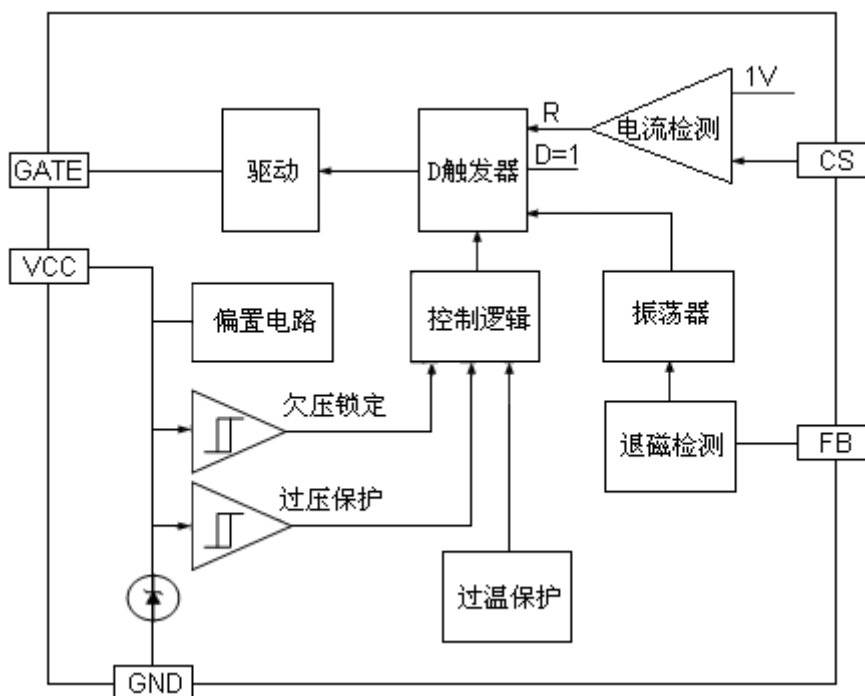 1V
R
电流检测
GATE
驱动
D触发器
D=1
CS
VCC
偏置电路
控制逻辑
振荡器
欠压锁定
退磁检测
FB
过压保护
过温保护
GND